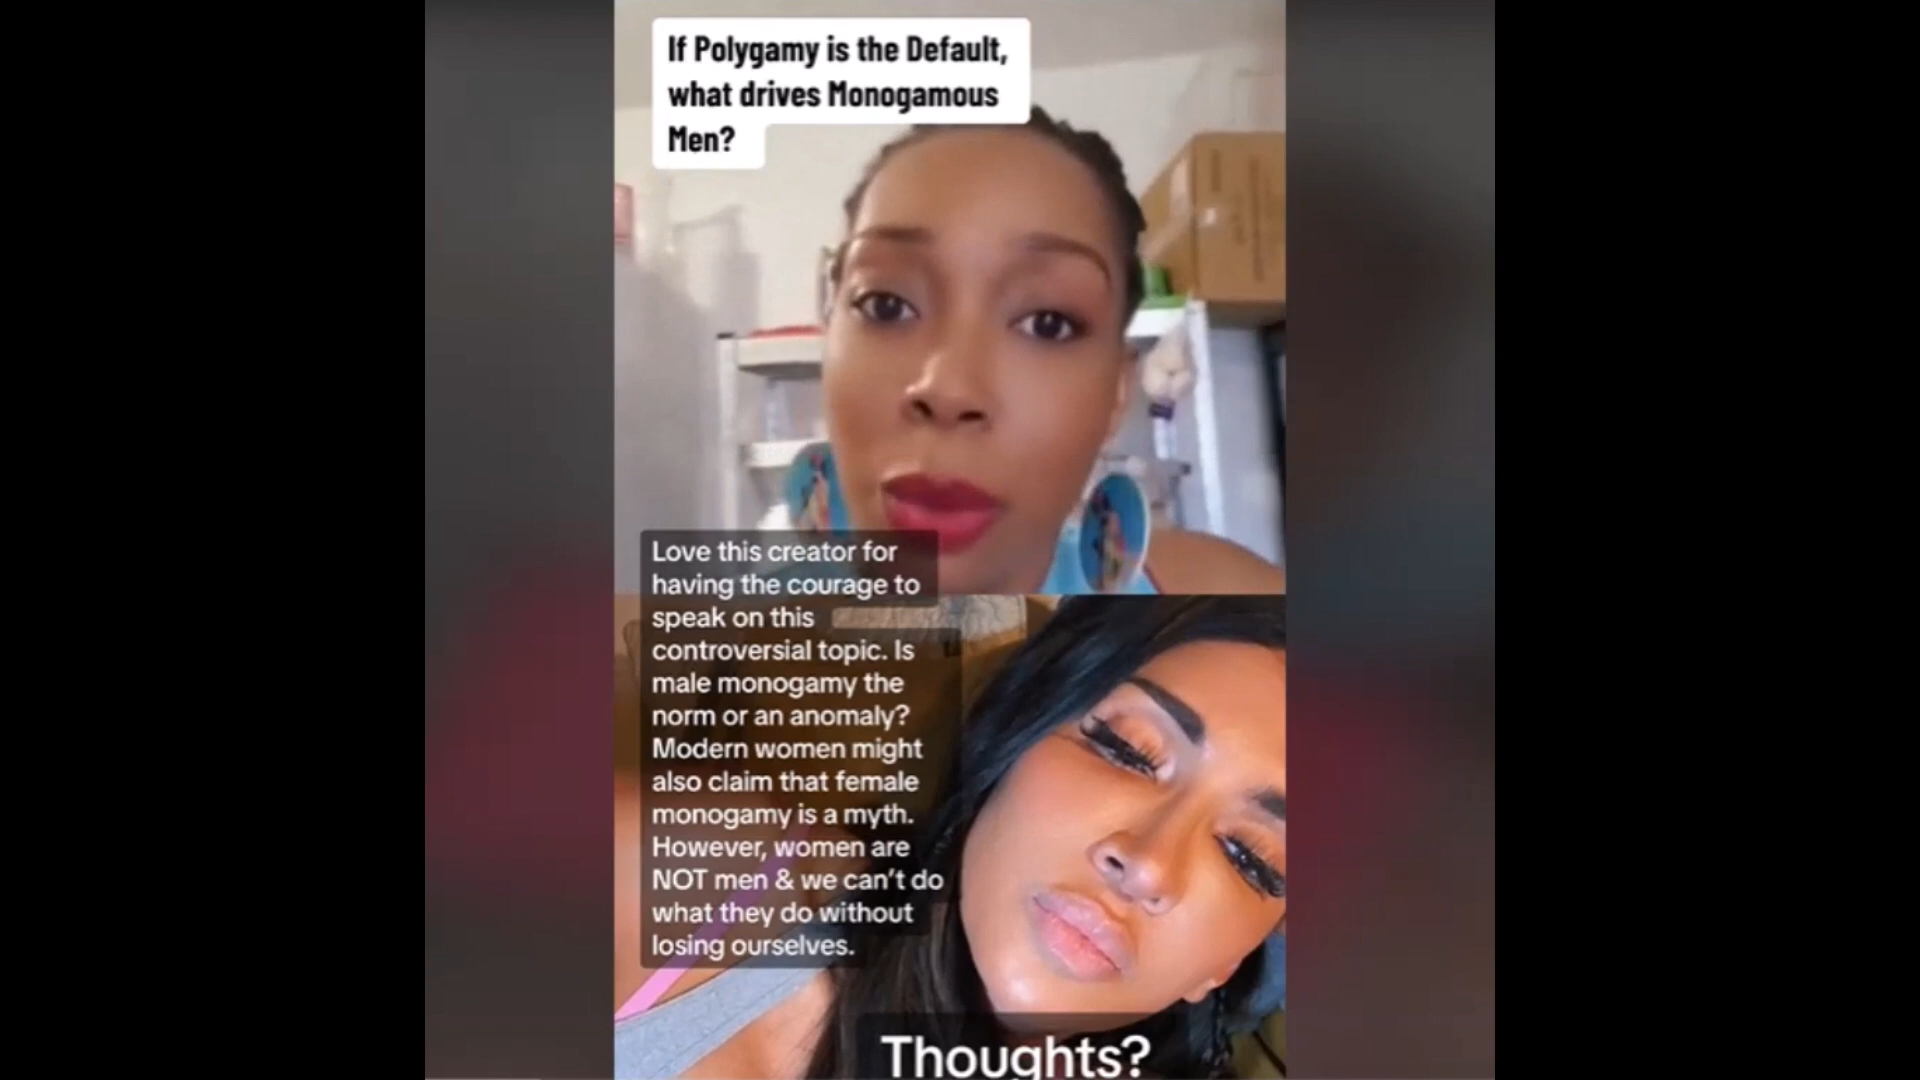 If Polygamy is the Default,
what drives Monogamous
Men?
Love this creator for
having the courage to
speak on this
controversial topic. Is
male monogamy the
norm or an anomaly?
Modern women might
also claim that female
monogamy is a myth.
However, women are
NOT men & we can't do
what they do without
losing ourselves.
Thoughts?